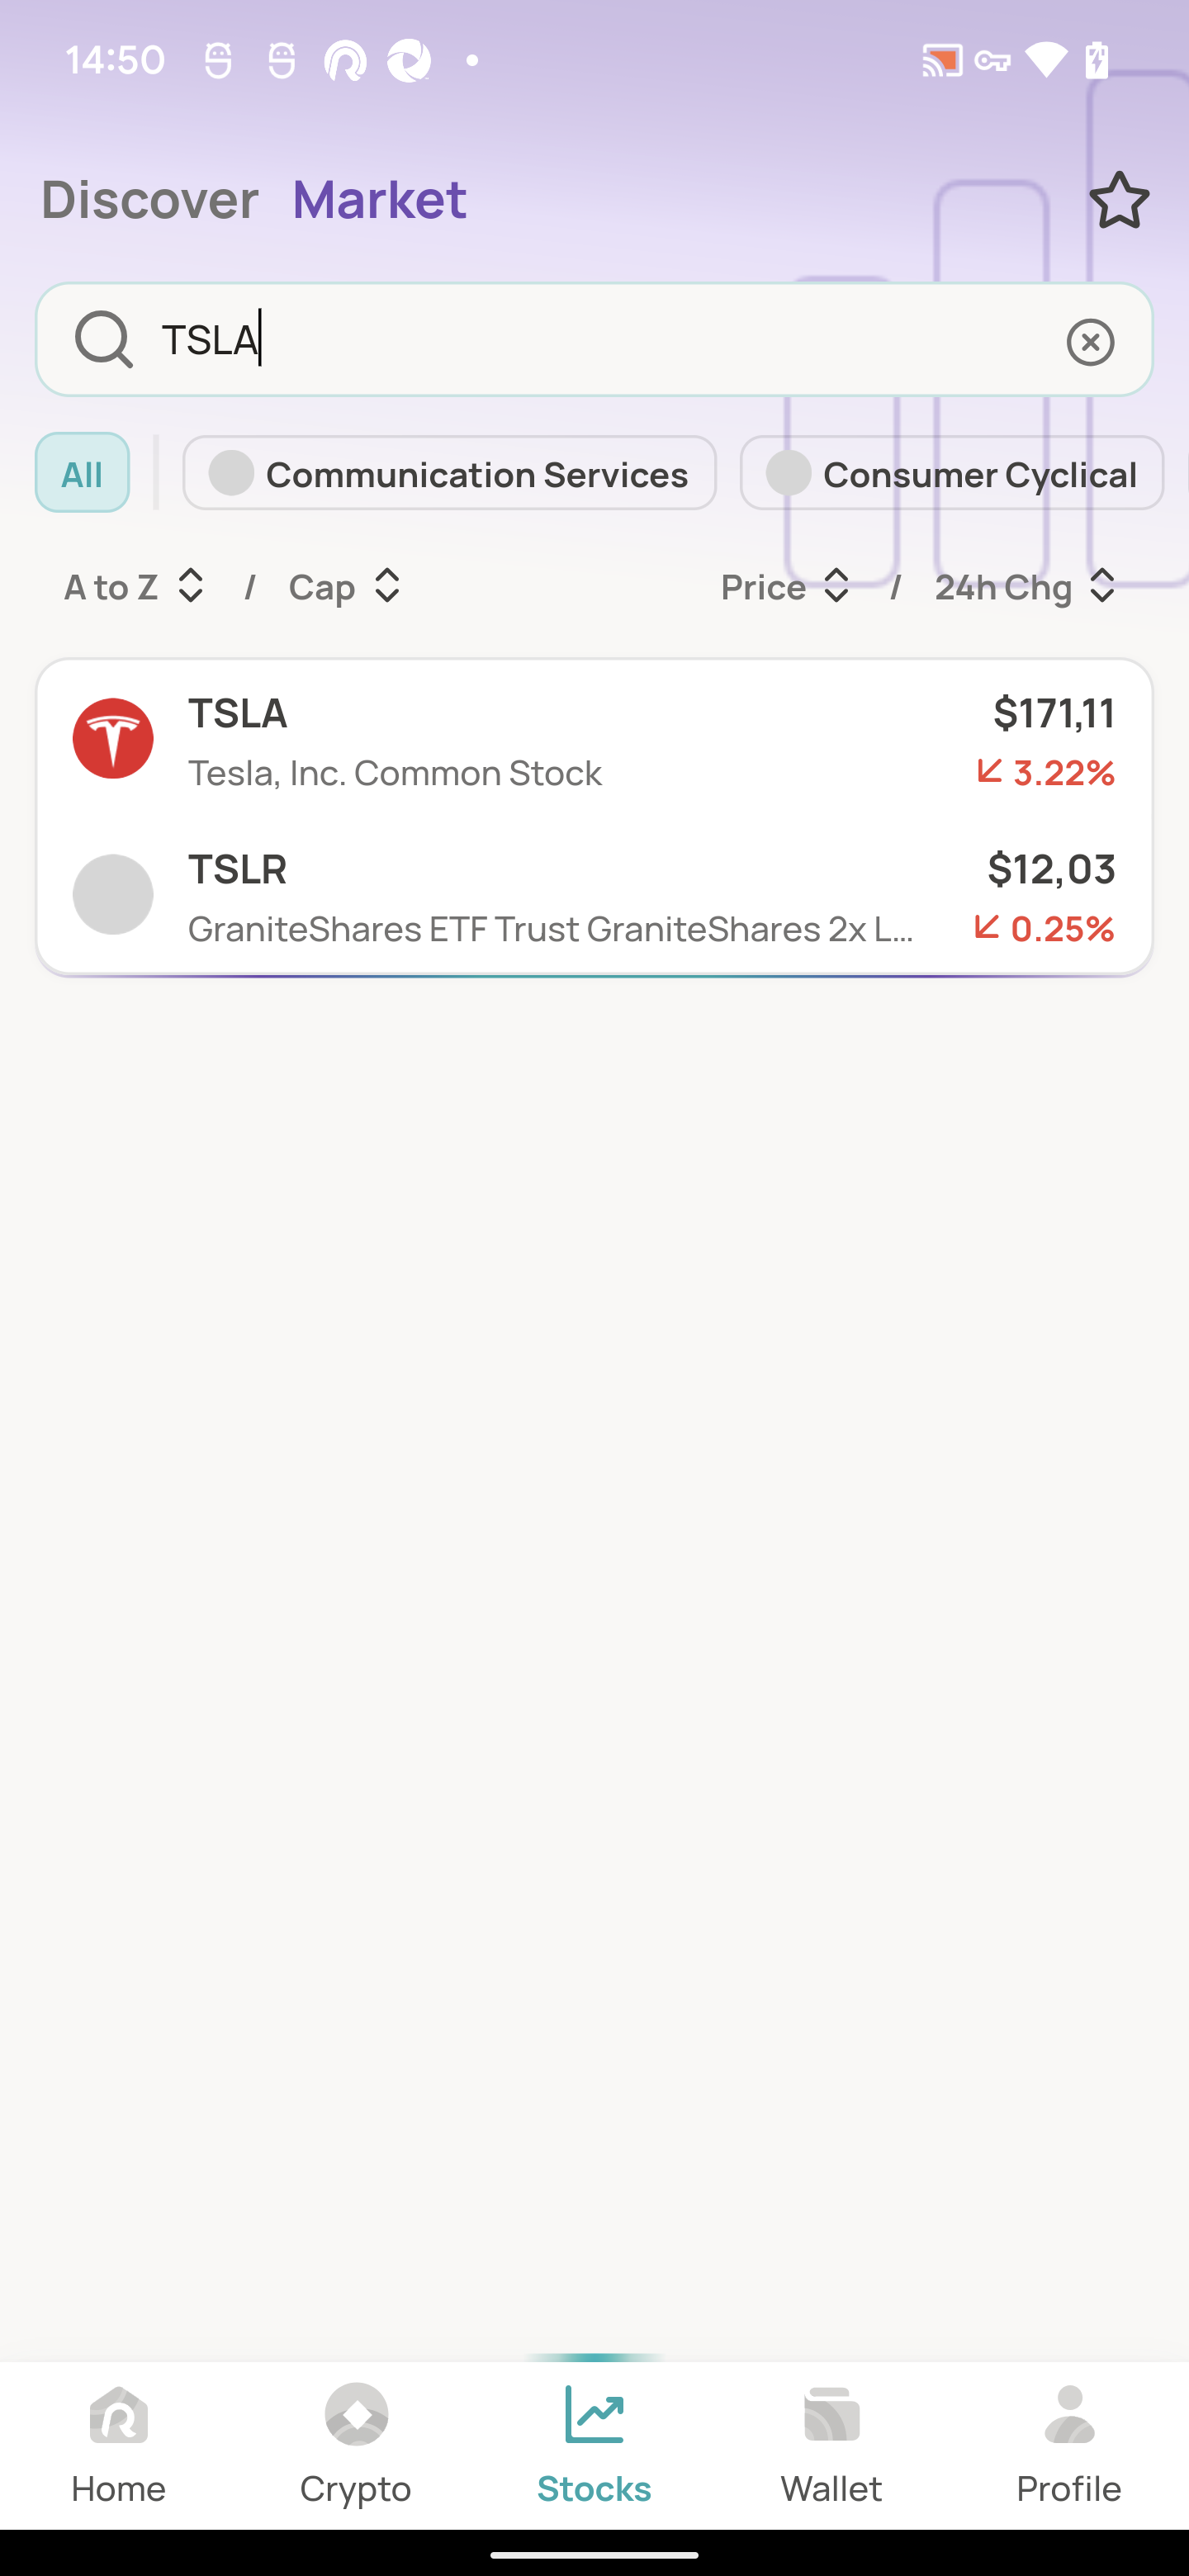 14:50
Discover Market
TSLA
All Communication Services Consumer Cyclical
A to Z / Cap Price / 24h Chg
TSLA $171,11
Tesla, Inc. Common Stock 3.22%
TSLR $12,03
GraniteShares ETF Trust GraniteShares 2x L... 0.25%
Home Crypto Stocks Wallet Profile